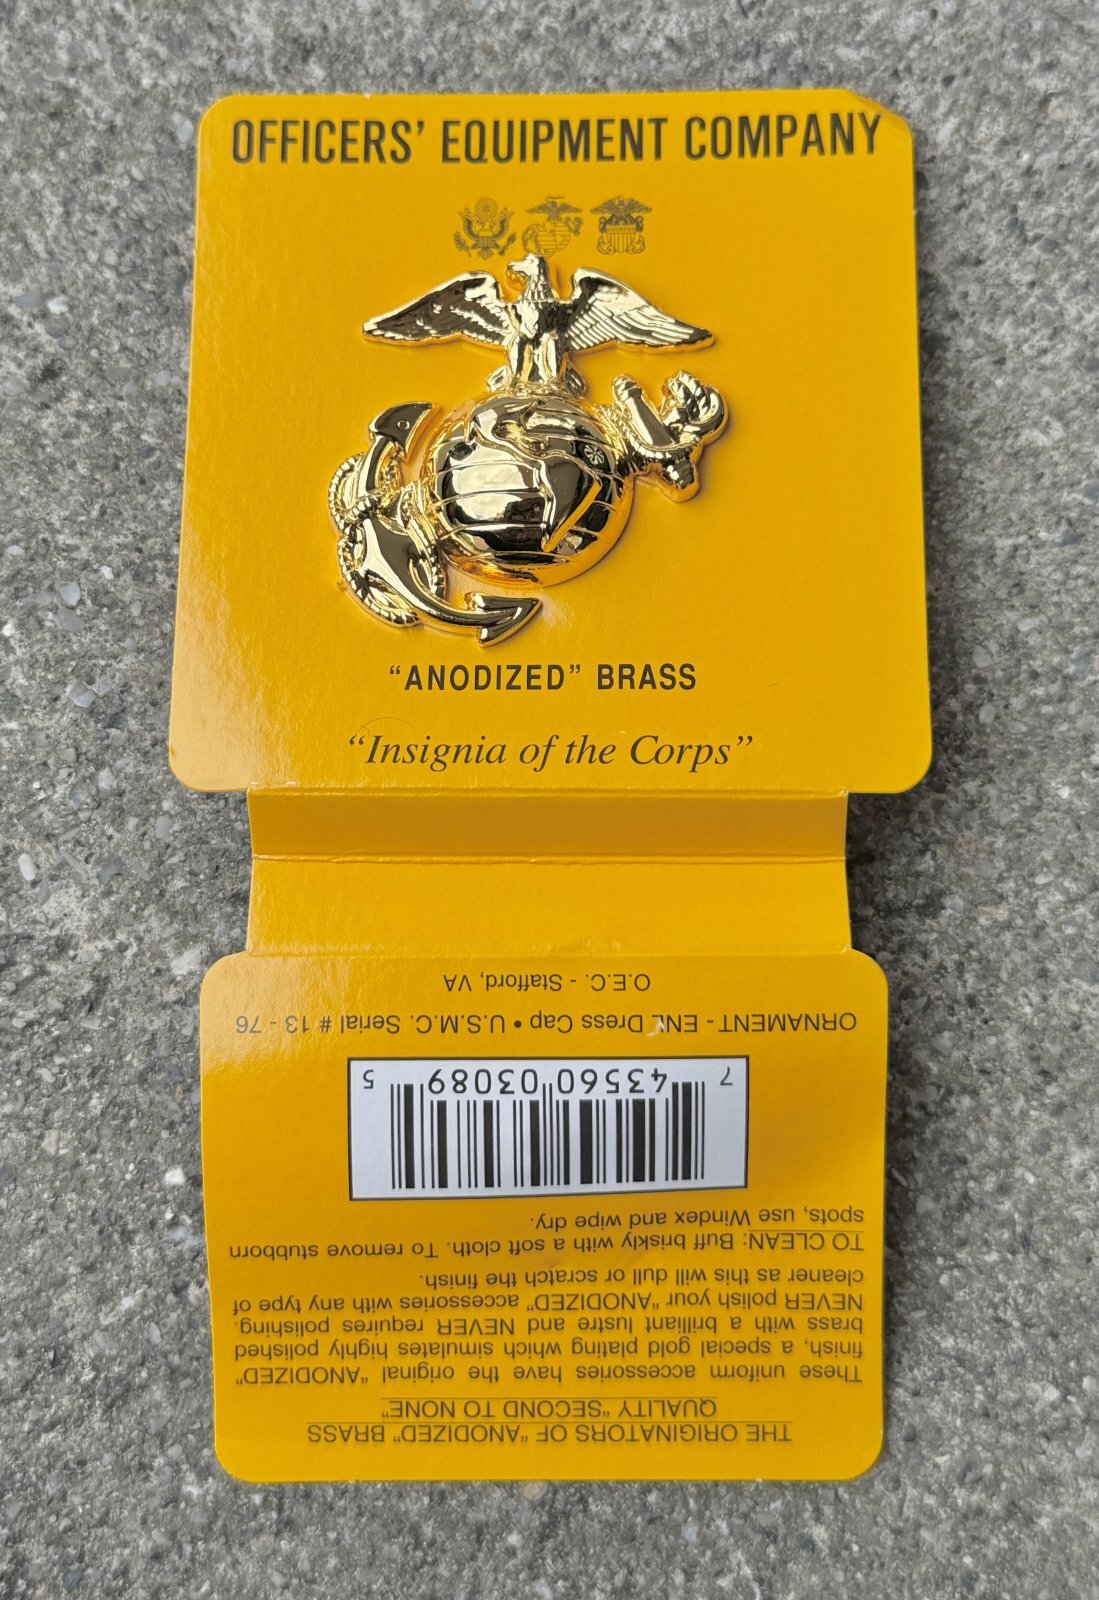 OFFICERS' EQUIPMENT COMPANY
"ANODIZED" BRASS
"Insignia of the Corps"
THE ORIGINATORS OF "ANODIZED" BRASS
QUALITY "SECOND TO NONE"
These uniform accessories have the original "ANODIZED"
finish, a special gold plating which simulates highly polished
brass with a brilliant lustre and NEVER requires polishing.
NEVER polish your "ANODIZED" accessories with any type of
cleaner as this will dull or scratch the finish.
TO CLEAN: Buff briskly with a soft cloth. To remove stubborn
spots, use Windex and wipe dry.
7 43560 03089 5
ORNAMENT - ENL Dress Cap • U.S.M.C. Serial # 13 - 76
O.E.C. - Stafford, VA